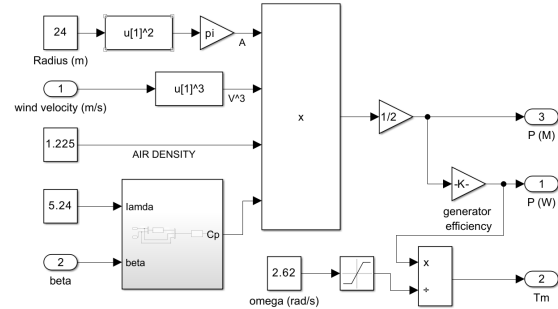 24
u[1]^2
pi
A
Radius (m)
1
u[1]^3
V^3
wind velocity (m/s)
x
1/2
3
P (M)
1.225
AIR DENSITY
-K-
1
P (W)
generator
efficiency
5.24
lamda
Cp
beta
2
beta
2.62
omega (rad/s)
x
÷
2
Tm